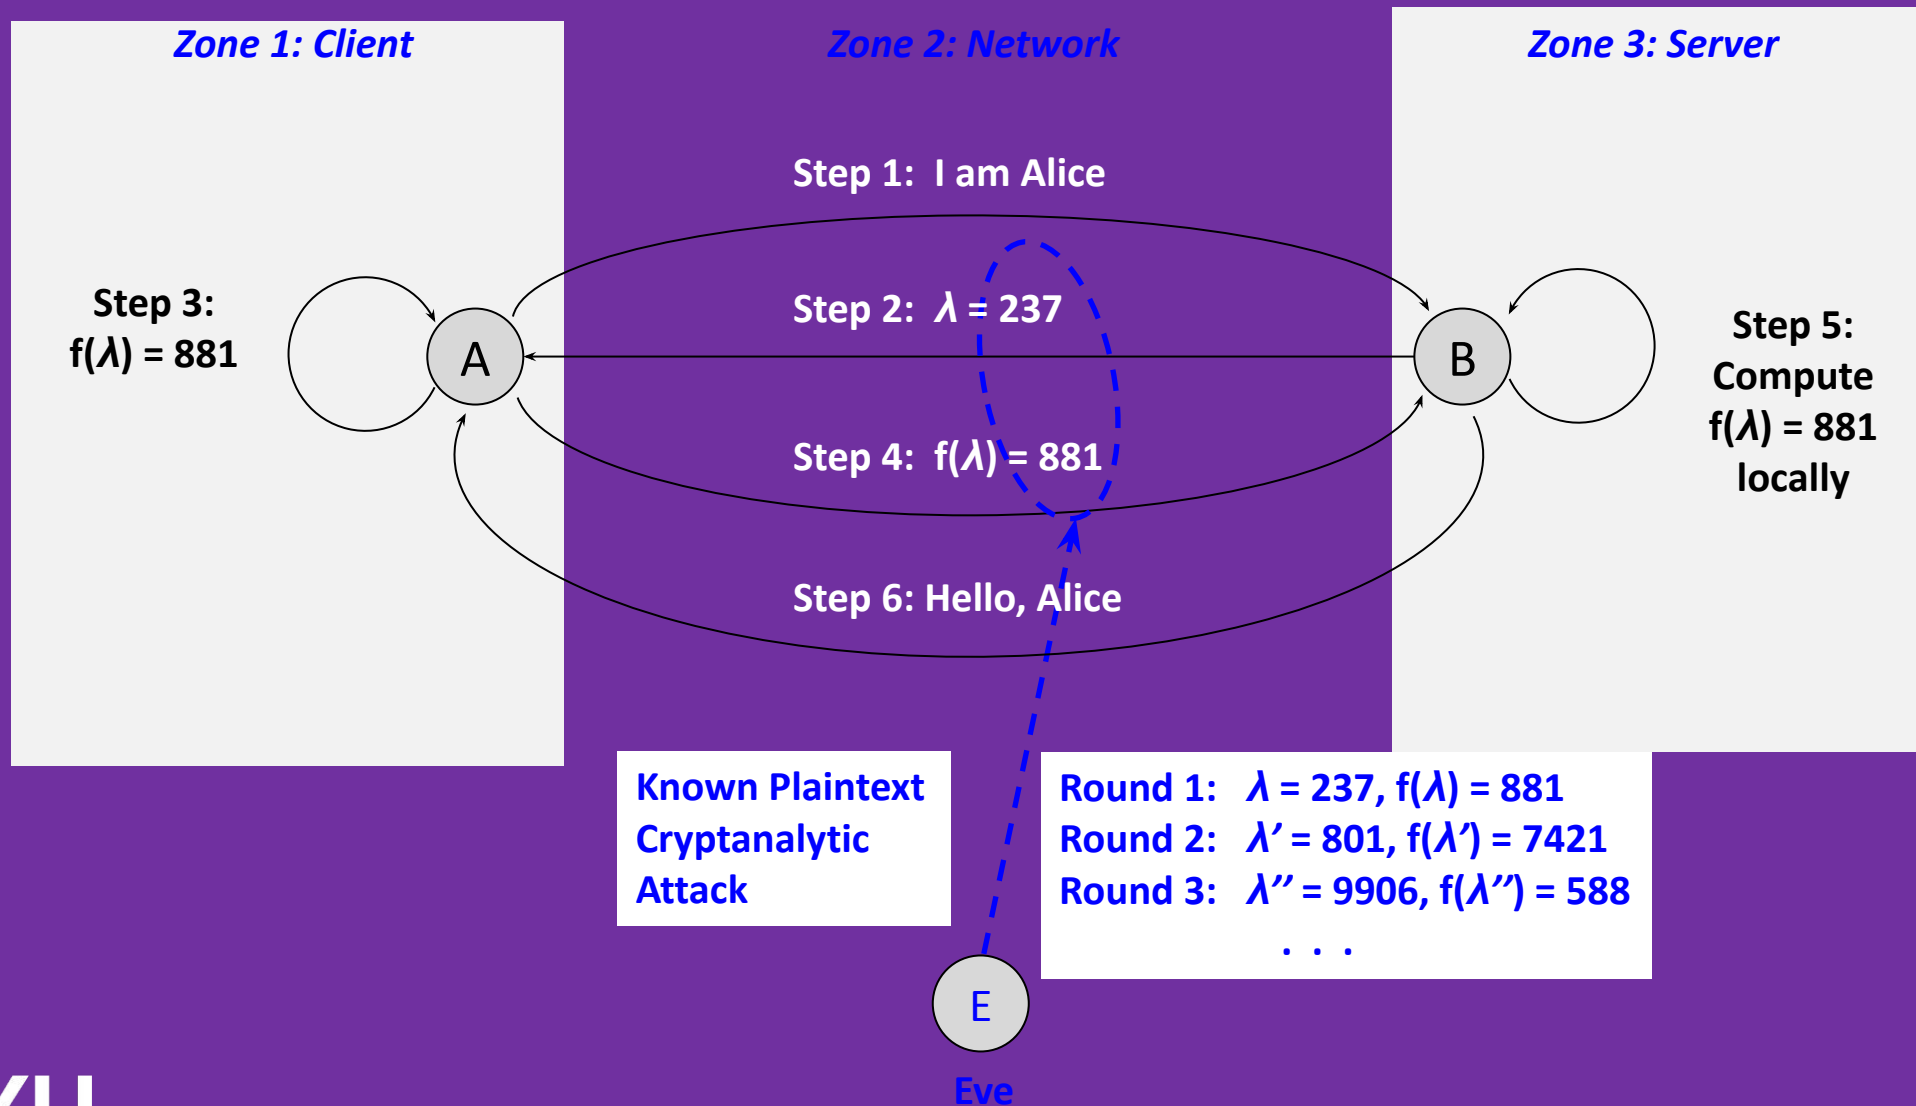 Zone 1: Client
Zone 2: Network
Zone 3: Server
Step 1: I am Alice
Step 2: λ = 237
Step 3:
f(λ) = 881
A
B
Step 4: f(λ) = 881
Step 5:
Compute
f(λ) = 881
locally
Step 6: Hello, Alice
Known Plaintext
Cryptanalytic
Attack
Round 1: λ = 237, f(λ) = 881
Round 2: λ’ = 801, f(λ’) = 7421
Round 3: λ’’ = 9906, f(λ’’) = 588
. . .
E
Eve